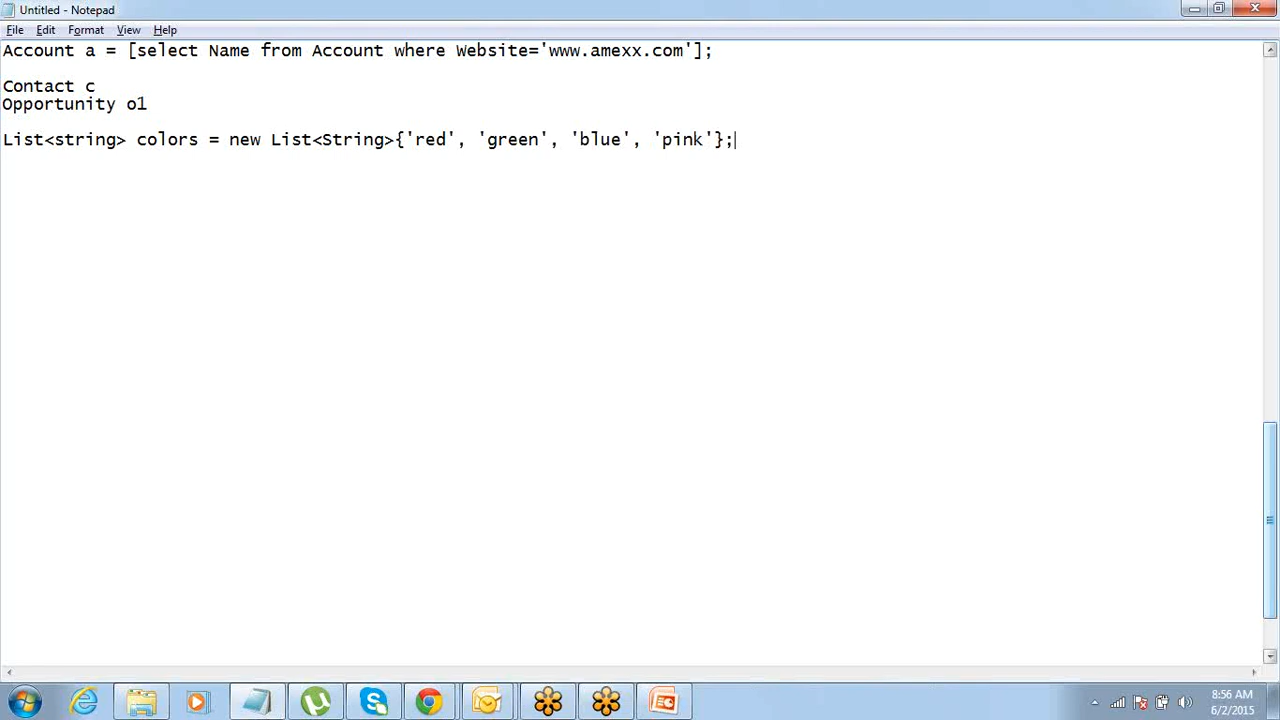 Untitled - Notepad
File Edit Format View Help
Account a = [select Name from Account where Website='www.amexx.com'];
Contact c
Opportunity o1
List<string> colors = new List<String>{'red', 'green', 'blue', 'pink'};
8:56 AM
6/2/2015